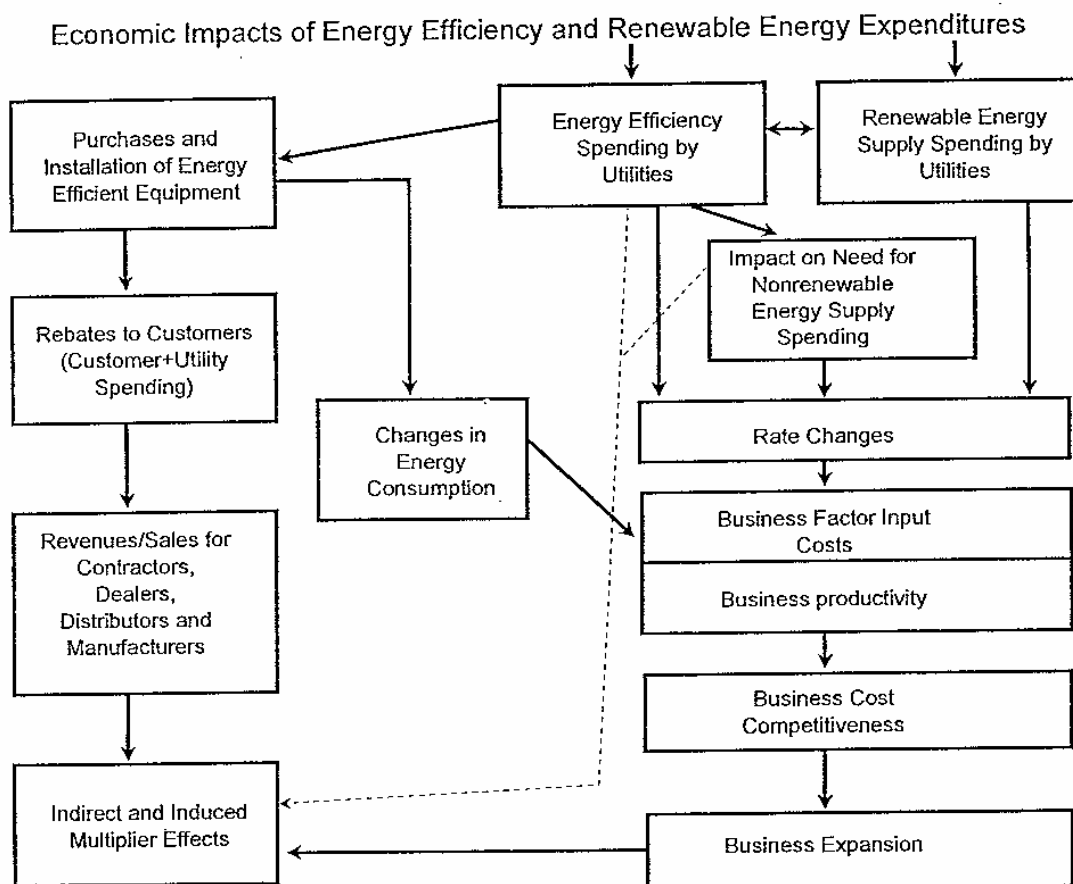 Economic Impacts of Energy Efficiency and Renewable Energy Expenditures
Purchases and
Installation of Energy
Efficient Equipment
Energy Efficiency
Spending by
Utilities
Renewable Energy
Supply Spending by
Utilities
Impact on Need for
Nonrenewable
Energy Supply
Spending
Rebates to Customers
(Customer+Utility
Spending)
Changes in
Energy
Consumption
Rate Changes
Revenues/Sales for
Contractors,
Dealers,
Distributors and
Manufacturers
Business Factor Input
Costs
Business productivity
Business Cost
Competitiveness
Indirect and Induced
Multiplier Effects
Business Expansion